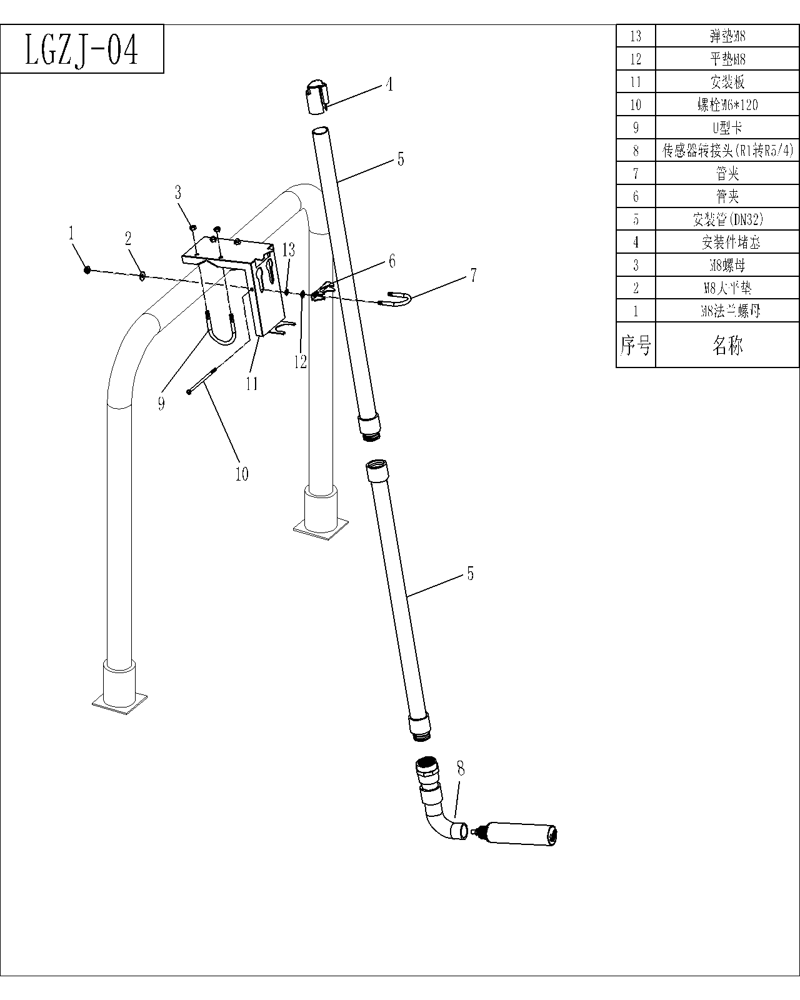 LGZJ-04
13 弹垫M8
12 平垫M8
11 安装板
10 螺栓M6*120
9 U型卡
8 传感器转接头(R1转R5/4)
7 管夹
6 管夹
5 安装管(DN32)
4 安装件堵塞
3 M8螺母
2 M8大平垫
1 M8法兰螺母
序号 名称
4
5
3
1
2
13
6
7
12
11
9
10
5
8